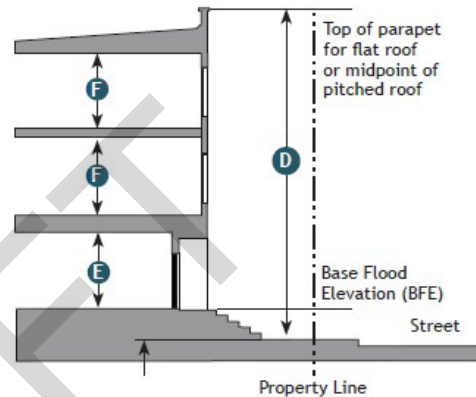 Top of parapet
for flat roof
or midpoint of
pitched roof
F
D
F
E
Base Flood
Elevation (BFE)
Street
Property Line